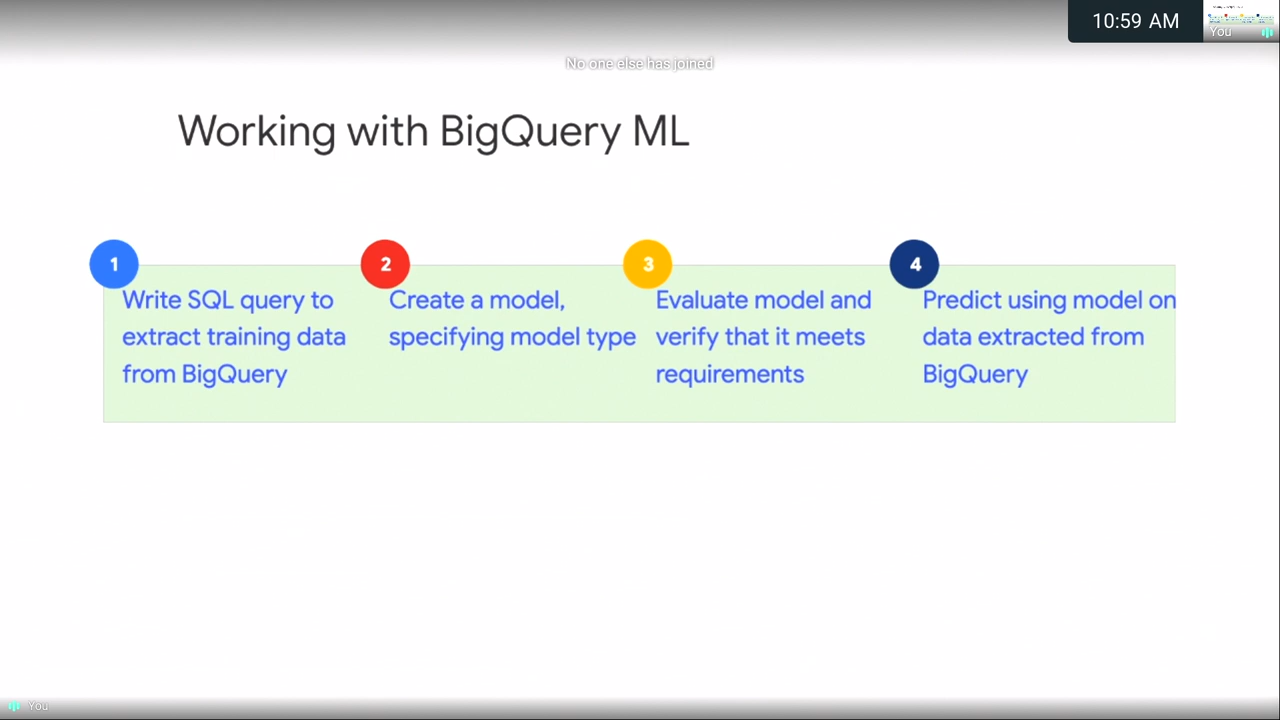 10:59 AM
You
No one else has joined
Working with BigQuery ML
1
Write SQL query to
extract training data
from BigQuery
2
Create a model,
specifying model type
3
Evaluate model and
verify that it meets
requirements
4
Predict using model on
data extracted from
BigQuery
You